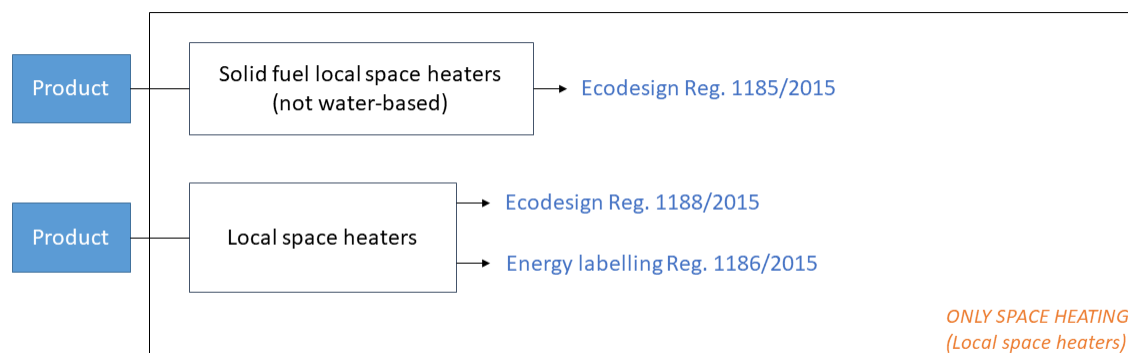 Product
Solid fuel local space heaters
(not water-based)
Ecodesign Reg. 1185/2015
Product
Local space heaters
Ecodesign Reg. 1188/2015
Energy labelling Reg. 1186/2015
ONLY SPACE HEATING
(Local space heaters)